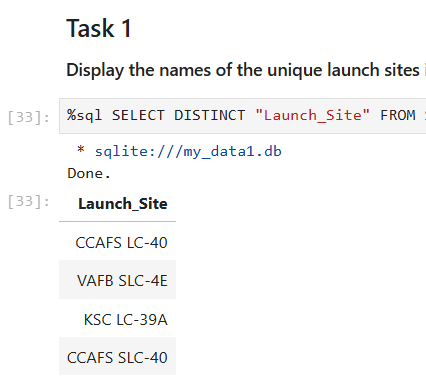 Task 1
Display the names of the unique launch sites
[33]: %sql SELECT DISTINCT "Launch_Site" FROM
* sqlite:///my_data1.db
Done.
[33]: Launch_Site
CCAFS LC-40
VAFB SLC-4E
KSC LC-39A
CCAFS SLC-40